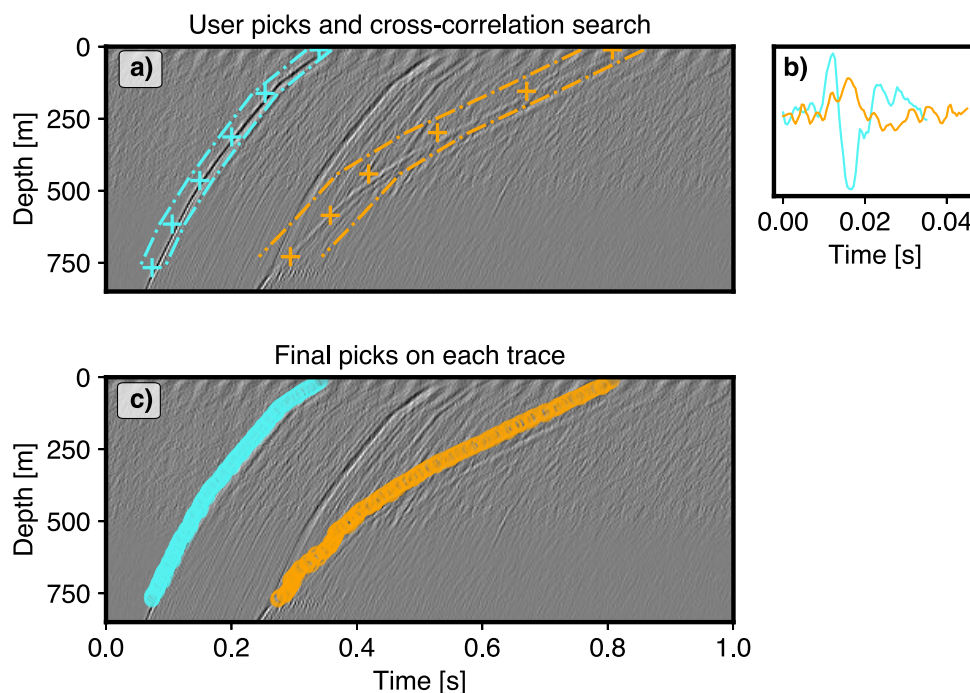 User picks and cross-correlation search
a)
b)
0
250
500
750
Depth [m]
0.00 0.02 0.04
Time [s]
Final picks on each trace
c)
0
250
500
750
Depth [m]
0.0 0.2 0.4 0.6 0.8 1.0
Time [s]